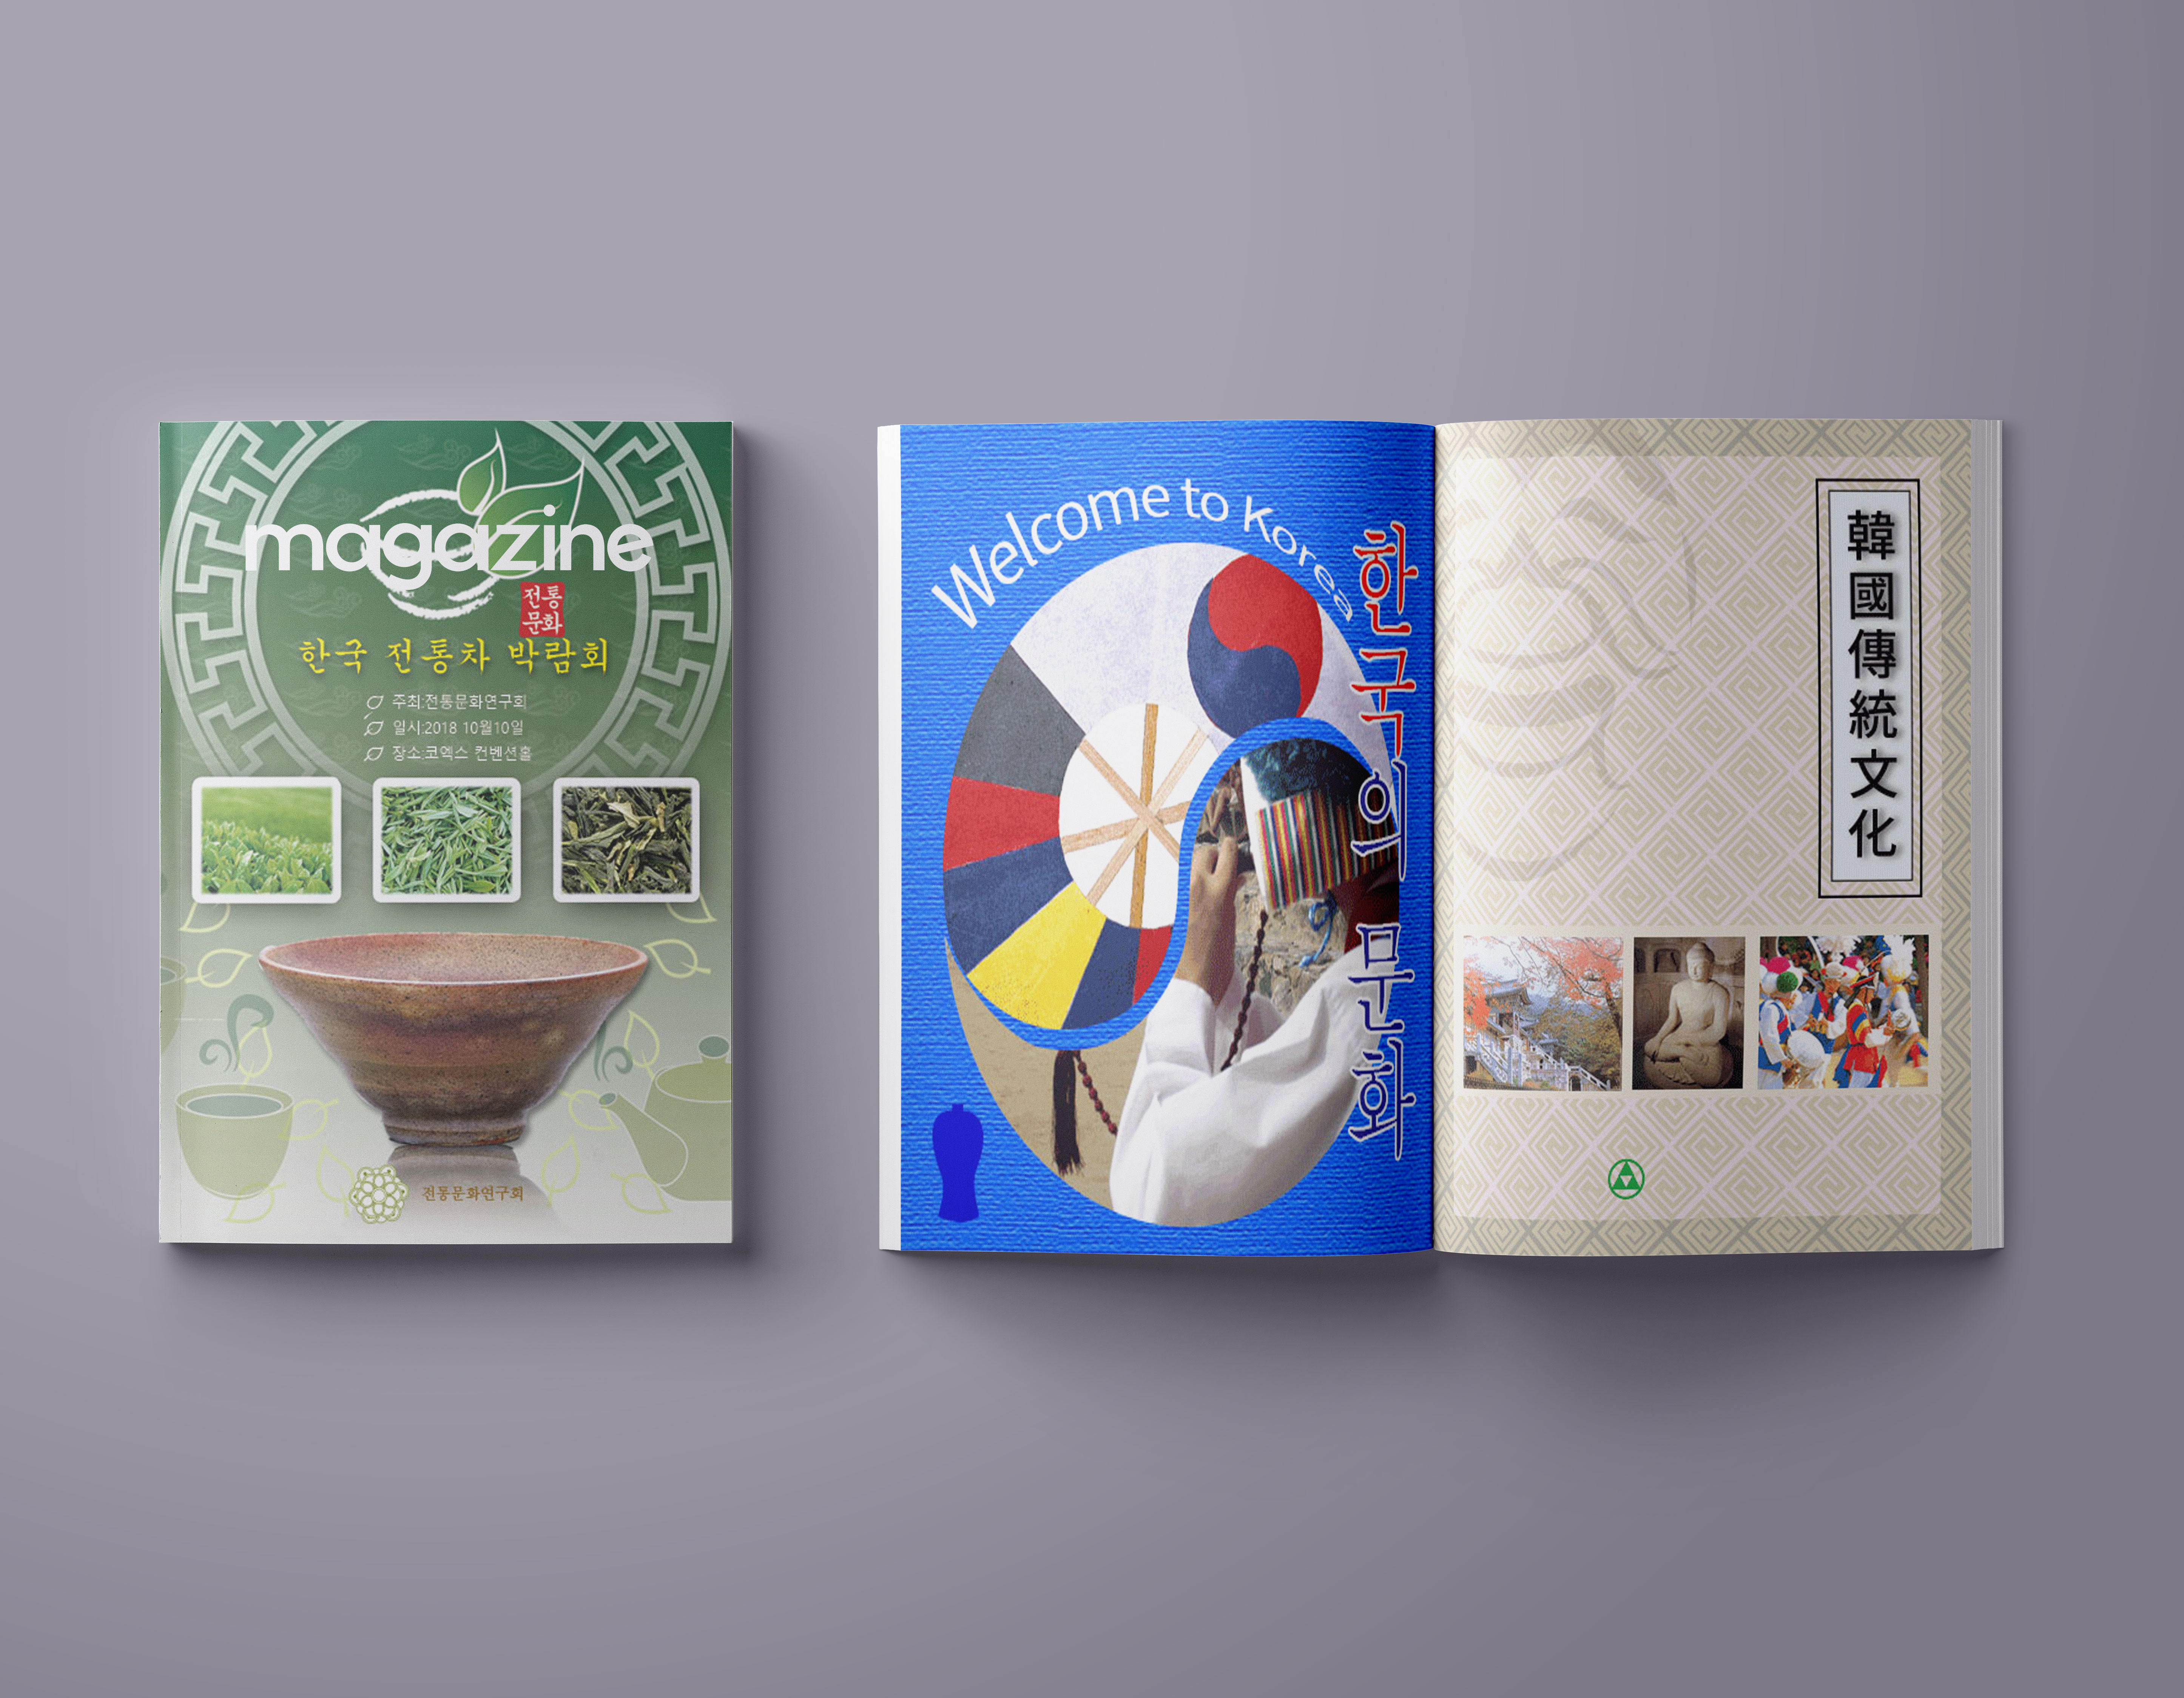 magazine
전통
문화
한국 전통차 박람회
주최:전통문화연구회
일시:2018 10월10일
장소:코엑스 컨벤션홀
전통문화연구회
Welcome to Korea
한국의 문화
韓國傳統文化